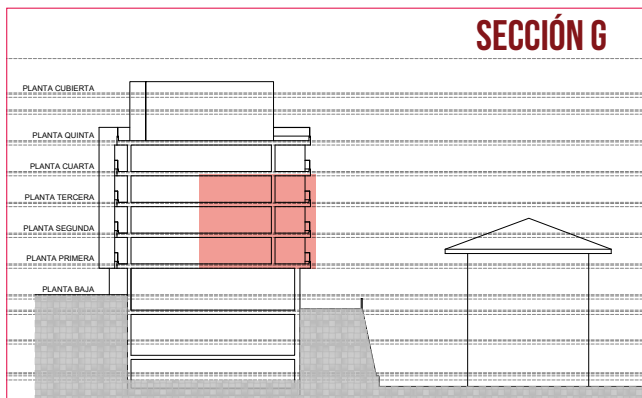 SECCIÓN G
PLANTA CUBIERTA
PLANTA QUINTA
PLANTA CUARTA
PLANTA TERCERA
PLANTA SEGUNDA
PLANTA PRIMERA
PLANTA BAJA